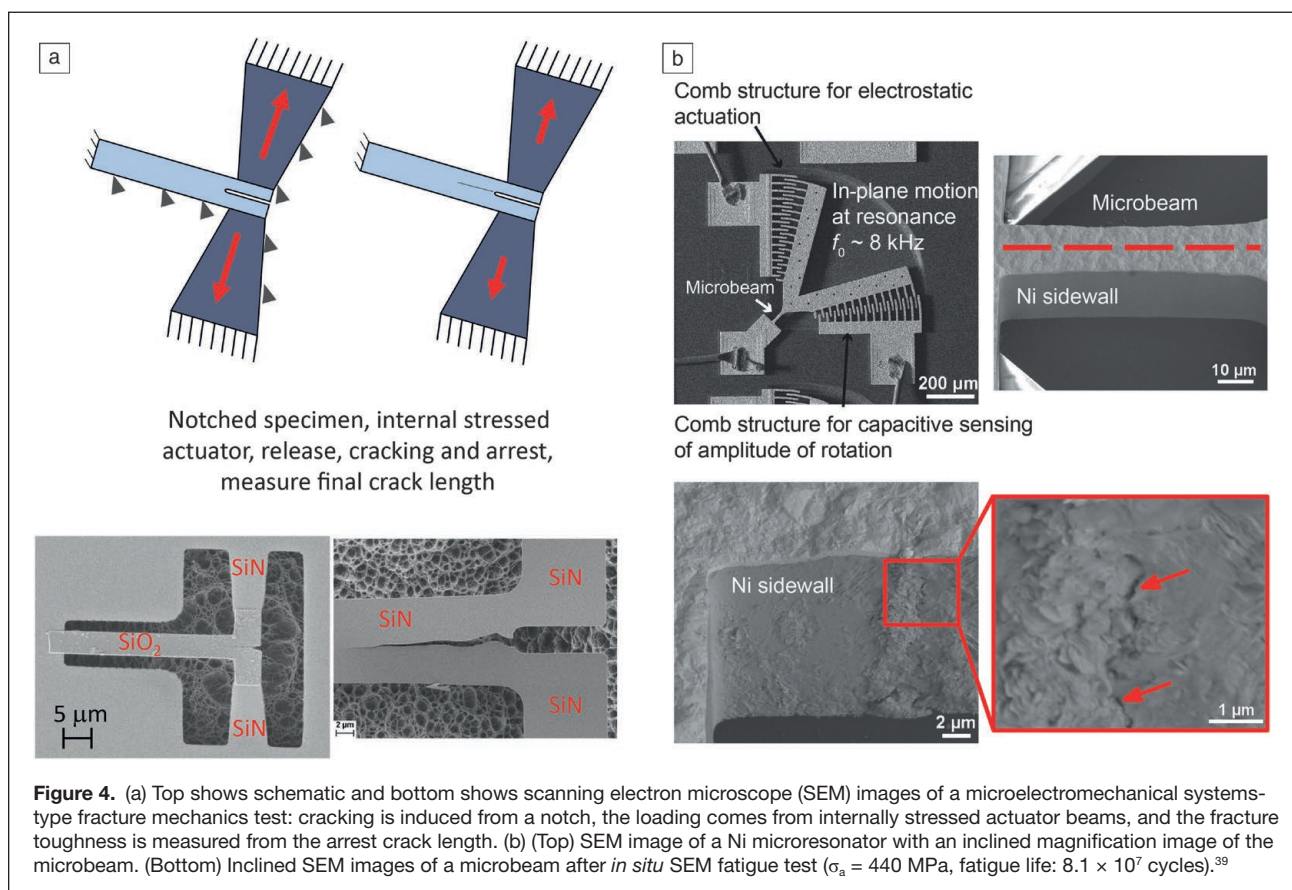 a
Notched specimen, internal stressed
actuator, release, cracking and arrest,
measure final crack length
SiN
SiO₂
SiN
5 μm
SiN
SiN
SiN
2 μm
b
Comb structure for electrostatic
actuation
In-plane motion
at resonance
f₀ ~ 8 kHz
Microbeam
200 μm
Microbeam
Ni sidewall
10 μm
Comb structure for capacitive sensing
of amplitude of rotation
Ni sidewall
2 μm
1 μm
Figure 4. (a) Top shows schematic and bottom shows scanning electron microscope (SEM) images of a microelectromechanical systems-
type fracture mechanics test: cracking is induced from a notch, the loading comes from internally stressed actuator beams, and the fracture
toughness is measured from the arrest crack length. (b) (Top) SEM image of a Ni microresonator with an inclined magnification image of the
microbeam. (Bottom) Inclined SEM images of a microbeam after in situ SEM fatigue test (σₐ = 440 MPa, fatigue life: 8.1 × 10⁷ cycles).³⁹